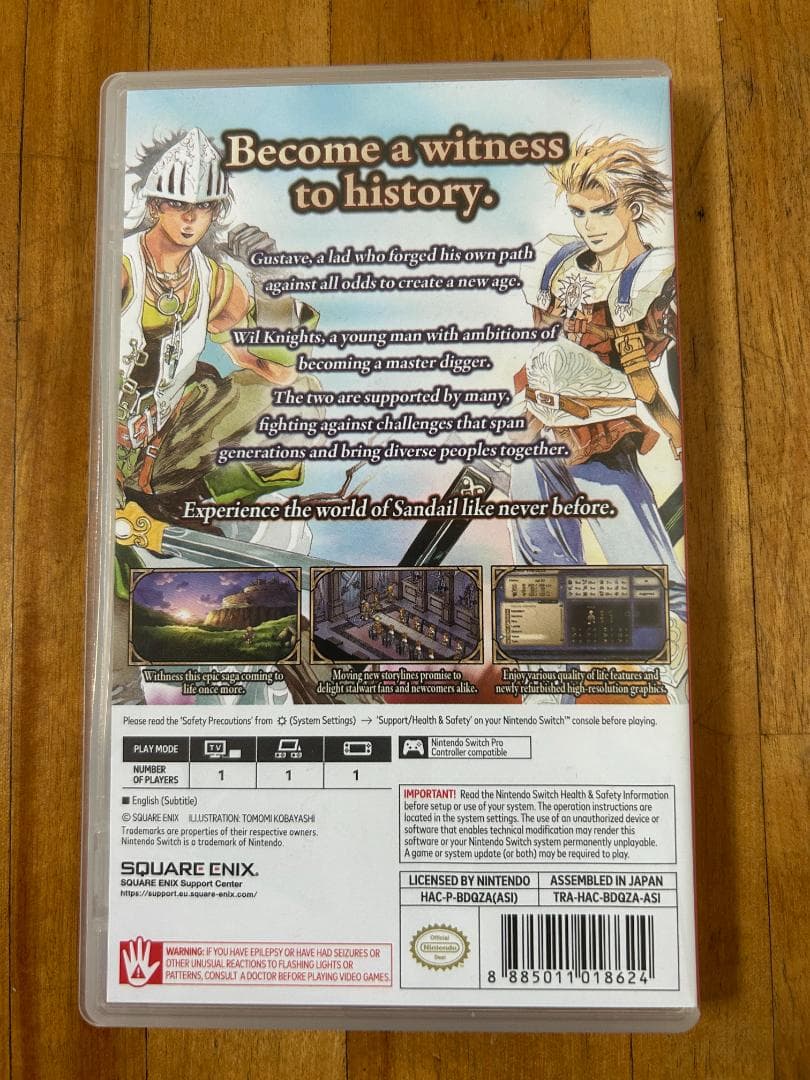 Become a witness
to history.
Gustave, a lad who forged his own path
against all odds to create a new age.
Wil Knights, a young man with ambitions of
becoming a master digger.
The two are supported by many,
fighting against challenges that span
generations and bring diverse peoples together.
Experience the world of Sandail like never before.
Withness this epic saga coming to
life once more.
Moving new storylines promise to
delight stalwart fans and newcomers alike.
Enjoy various quality of life features and
newly refurbished high-resolution graphics.
Please read the 'Safety Precautions' from (System Settings) → 'Support/Health & Safety' on your Nintendo Switch™ console before playing.
PLAY MODE
TV
NUMBER
OF PLAYERS
1
1
1
Nintendo Switch Pro
Controller compatible
English (Subtitle)
© SQUARE ENIX ILLUSTRATION: TOMOMI KOBAYASHI
Trademarks are properties of their respective owners.
Nintendo Switch is a trademark of Nintendo.
SQUARE ENIX®
SQUARE ENIX Support Center
https://support.eu.square-enix.com/
IMPORTANT! Read the Nintendo Switch Health & Safety Information
before setup or use of your system. The operation instructions are
located in the system settings. The use of an unauthorized device or
software that enables technical modification may render this
software or your Nintendo Switch system permanently unplayable.
A game or system update (or both) may be required to play.
LICENSED BY NINTENDO
ASSEMBLED IN JAPAN
HAC-P-BDQZA(ASI)
TRA-HAC-BDQZA-ASI
WARNING: IF YOU HAVE EPILEPSY OR HAVE HAD SEIZURES OR
OTHER UNUSUAL REACTIONS TO FLASHING LIGHTS OR
PATTERNS, CONSULT A DOCTOR BEFORE PLAYING VIDEO GAMES.
Official
Nintendo
Seal
8 885011 018624